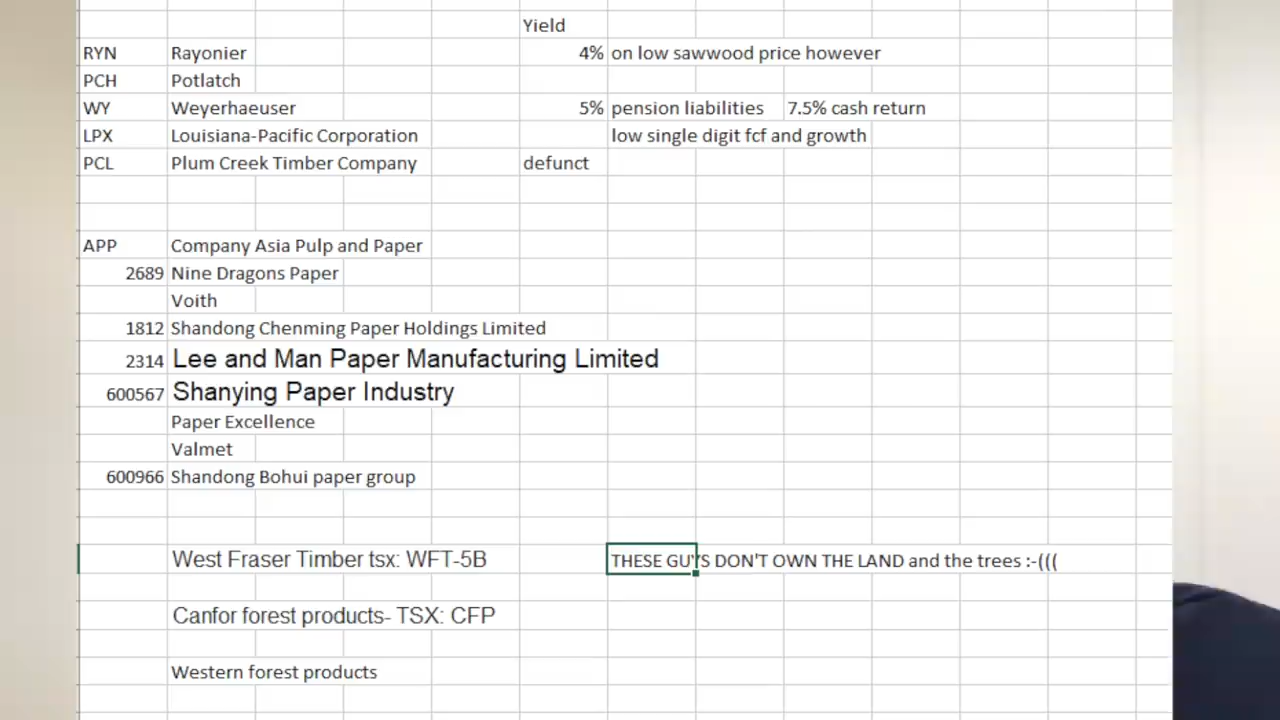 Yield
RYN Rayonier 4% on low sawwood price however
PCH Potlatch
WY Weyerhaeuser 5% pension liabilities 7.5% cash return
LPX Louisiana-Pacific Corporation low single digit fcf and growth
PCL Plum Creek Timber Company defunct
APP Company Asia Pulp and Paper
2689 Nine Dragons Paper
Voith
1812 Shandong Chenming Paper Holdings Limited
2314 Lee and Man Paper Manufacturing Limited
600567 Shanying Paper Industry
Paper Excellence
Valmet
600966 Shandong Bohui paper group
West Fraser Timber tsx: WFT-5B THESE GUYS DON'T OWN THE LAND and the trees :-(((
Canfor forest products- TSX: CFP
Western forest products